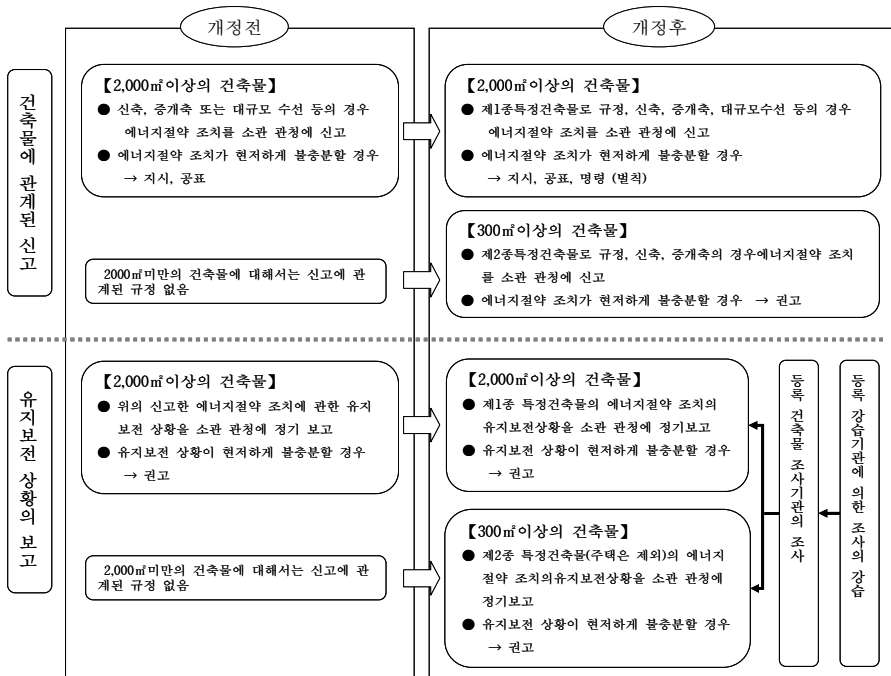 개정전
개정후
건축물에 관계된 신고
【2,000㎡이상의 건축물】
● 신축, 중개축 또는 대규모 수선 등의 경우
에너지절약 조치를 소관 관청에 신고
● 에너지절약 조치가 현저하게 불충분할 경우
→ 지시, 공표
【2,000㎡이상의 건축물】
● 제1종특정건축물로 규정, 신축, 중개축, 대규모수선 등의 경우
에너지절약 조치를 소관 관청에 신고
● 에너지절약 조치가 현저하게 불충분할 경우
→ 지시, 공표, 명령 (벌칙)
2000㎡미만의 건축물에 대해서는 신고에 관
계된 규정 없음
【300㎡이상의 건축물】
● 제2종특정건축물로 규정, 신축, 중개축의 경우에너지절약 조치
를 소관 관청에 신고
● 에너지절약 조치가 현저하게 불충분할 경우 → 권고
유지보전 상황의 보고
【2,000㎡이상의 건축물】
● 위의 신고한 에너지절약 조치에 관한 유지
보전 상황을 소관 관청에 정기 보고
● 유지보전 상황이 현저하게 불충분할 경우
→ 권고
【2,000㎡이상의 건축물】
● 제1종 특정건축물의 에너지절약 조치의
유지보전상황을 소관 관청에 정기보고
● 유지보전 상황이 현저하게 불충분할 경우
→ 권고
2,000㎡미만의 건축물에 대해서는 신고에 관
계된 규정 없음
【300㎡이상의 건축물】
● 제2종 특정건축물(주택은 제외)의 에너지
절약 조치의유지보전상황을 소관 관청에
정기보고
● 유지보전 상황이 현저하게 불충분할 경우
→ 권고
등록 건축물 조사기관의 조사
등록 강습기관에 의한 조사의 강습